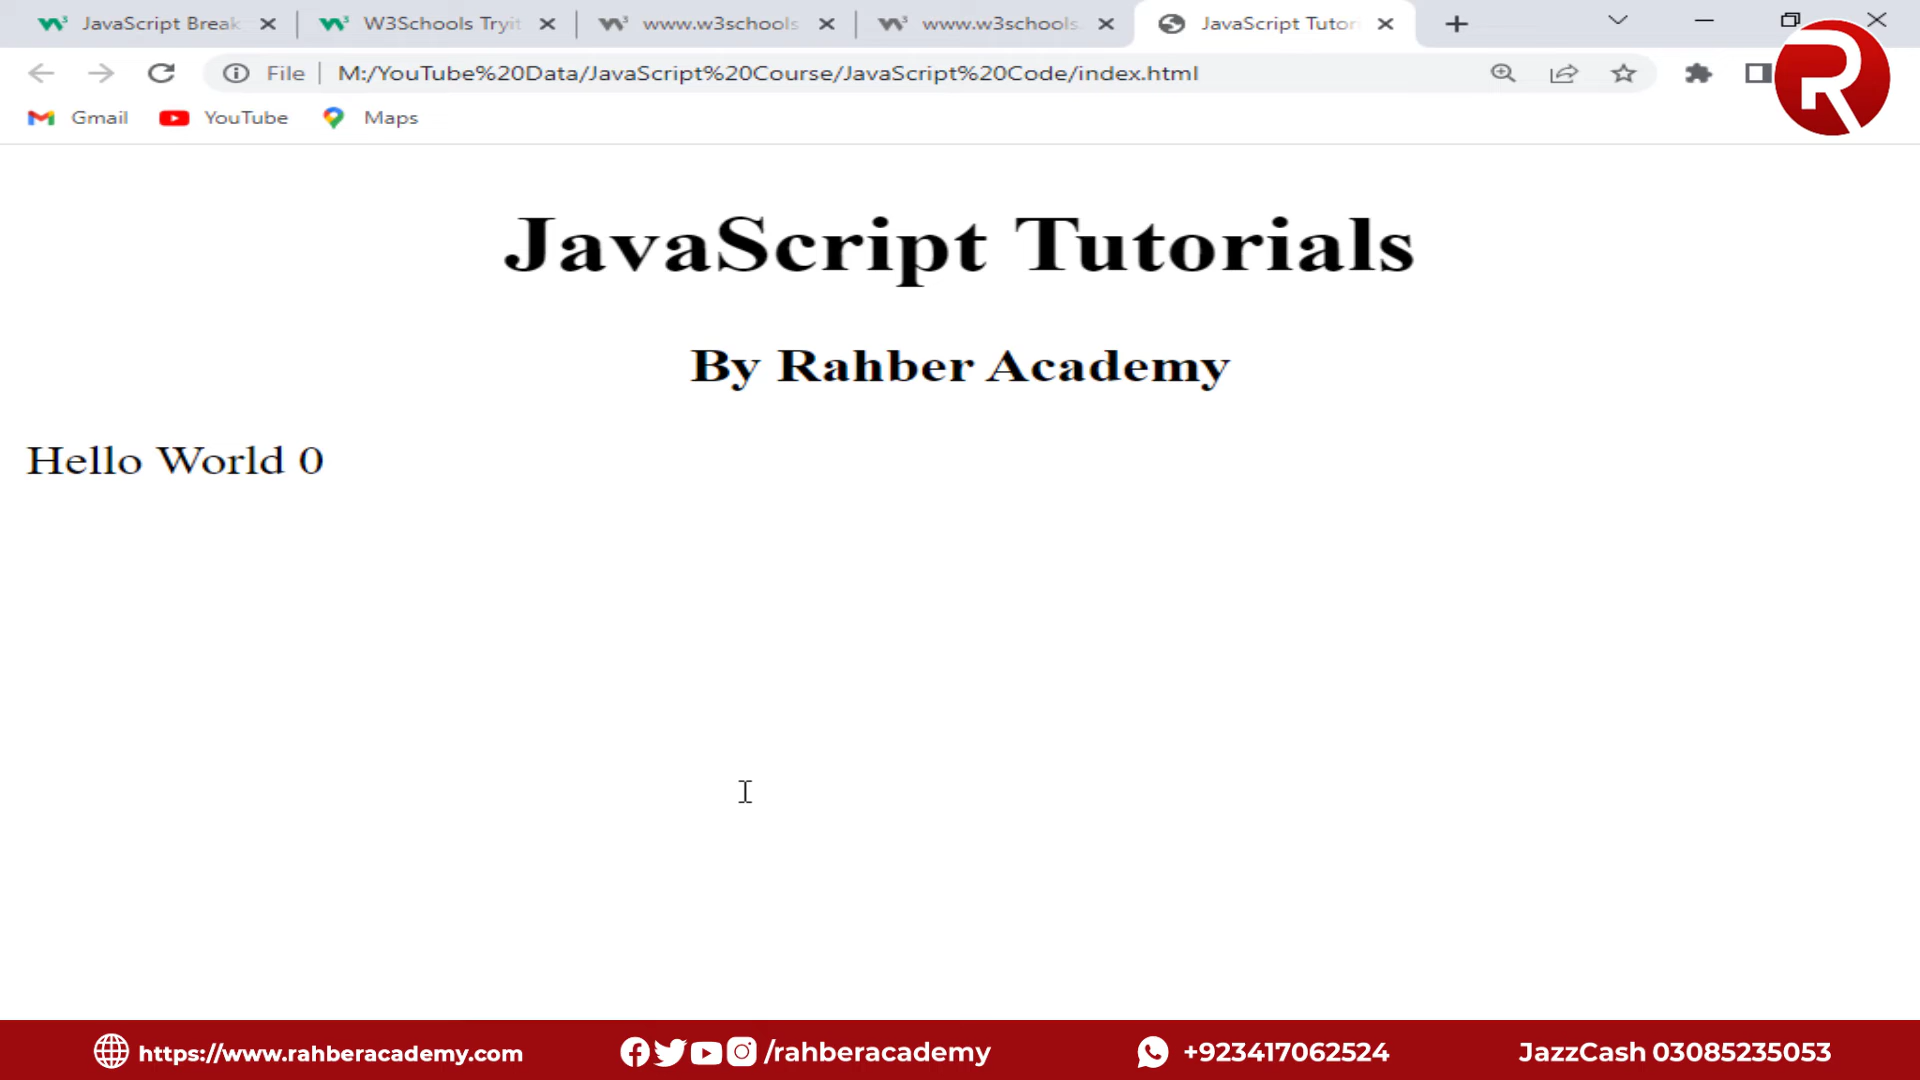 JavaScript Break
W3Schools Tryit
www.w3schools
www.w3schools.
JavaScript Tutori
File
M:/YouTube%20Data/JavaScript%20Course/JavaScript%20Code/index.html
Gmail
YouTube
Maps
JavaScript Tutorials
By Rahber Academy
Hello World 0
https://www.rahberacademy.com
/rahberacademy
+923417062524
JazzCash 03085235053